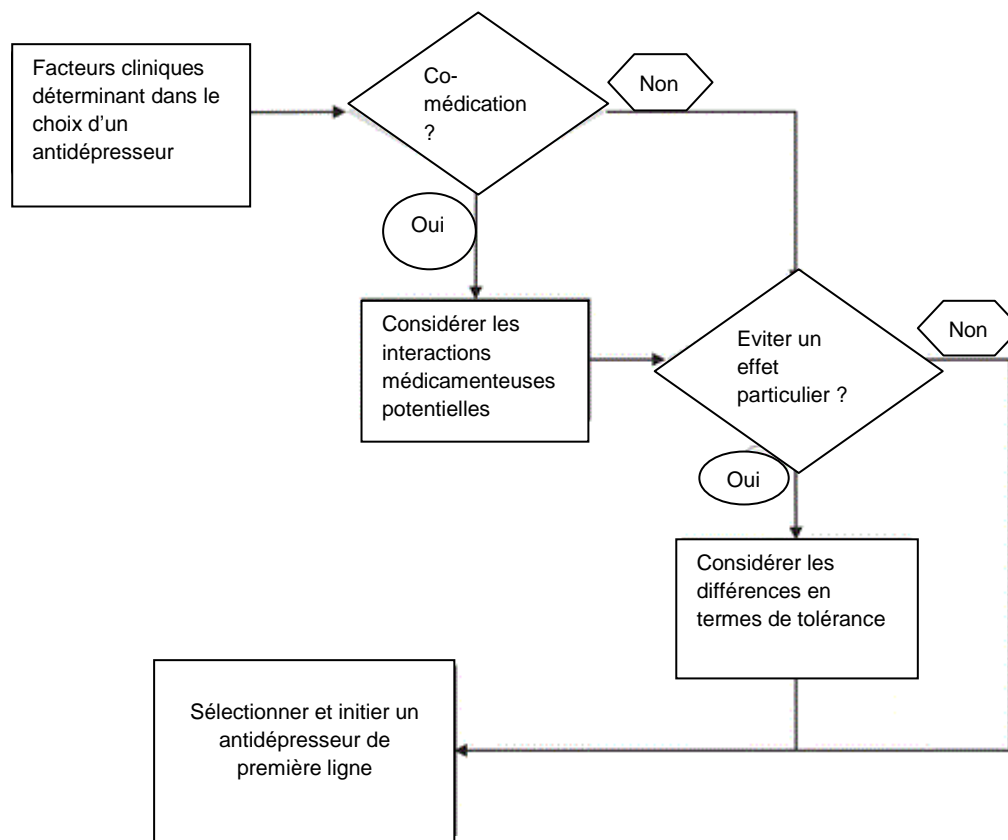 Facteurs cliniques
déterminant dans le
choix d'un
antidépresseur
Co-
médication
?
Non
Oui
Considérer les
interactions
médicamenteuses
potentielles
Eviter un
effet
particulier ?
Non
Oui
Considérer les
différences en
termes de tolérance
Sélectionner et initier un
antidépresseur de
première ligne